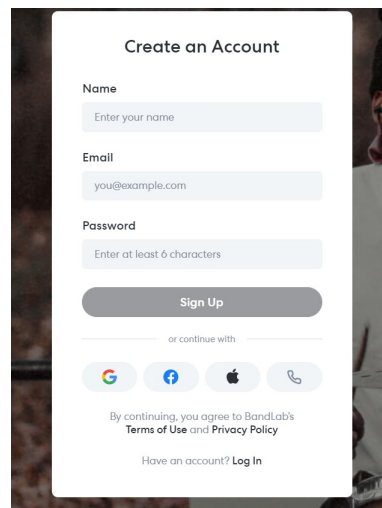 Create an Account
Name
Enter your name
Email
you@example.com
Password
Enter at least 6 characters
Sign Up
or continue with
By continuing, you agree to BandLab's
Terms of Use and Privacy Policy
Have an account? Log In